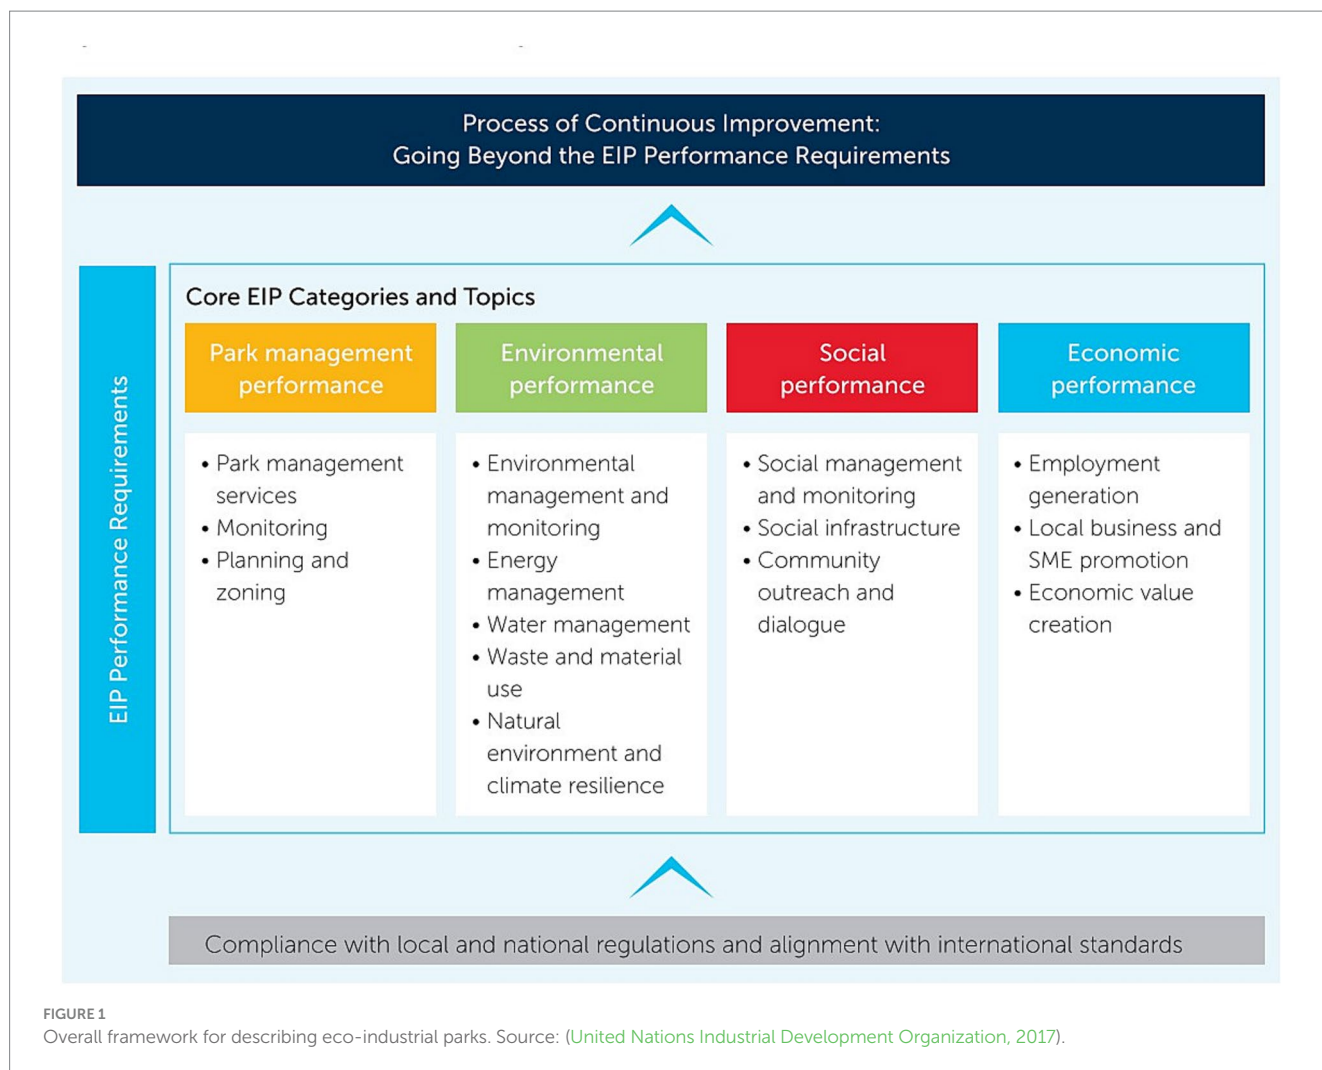 Process of Continuous Improvement:
Going Beyond the EIP Performance Requirements
EIP Performance Requirements
Core EIP Categories and Topics
Park management
performance
• Park management
services
• Monitoring
• Planning and
zoning
Environmental
performance
• Environmental
management and
monitoring
• Energy
management
• Water management
• Waste and material
use
• Natural
environment and
climate resilience
Social
performance
• Social management
and monitoring
• Social infrastructure
• Community
outreach and
dialogue
Economic
performance
• Employment
generation
• Local business and
SME promotion
• Economic value
creation
Compliance with local and national regulations and alignment with international standards
FIGURE 1
Overall framework for describing eco-industrial parks. Source: (United Nations Industrial Development Organization, 2017).